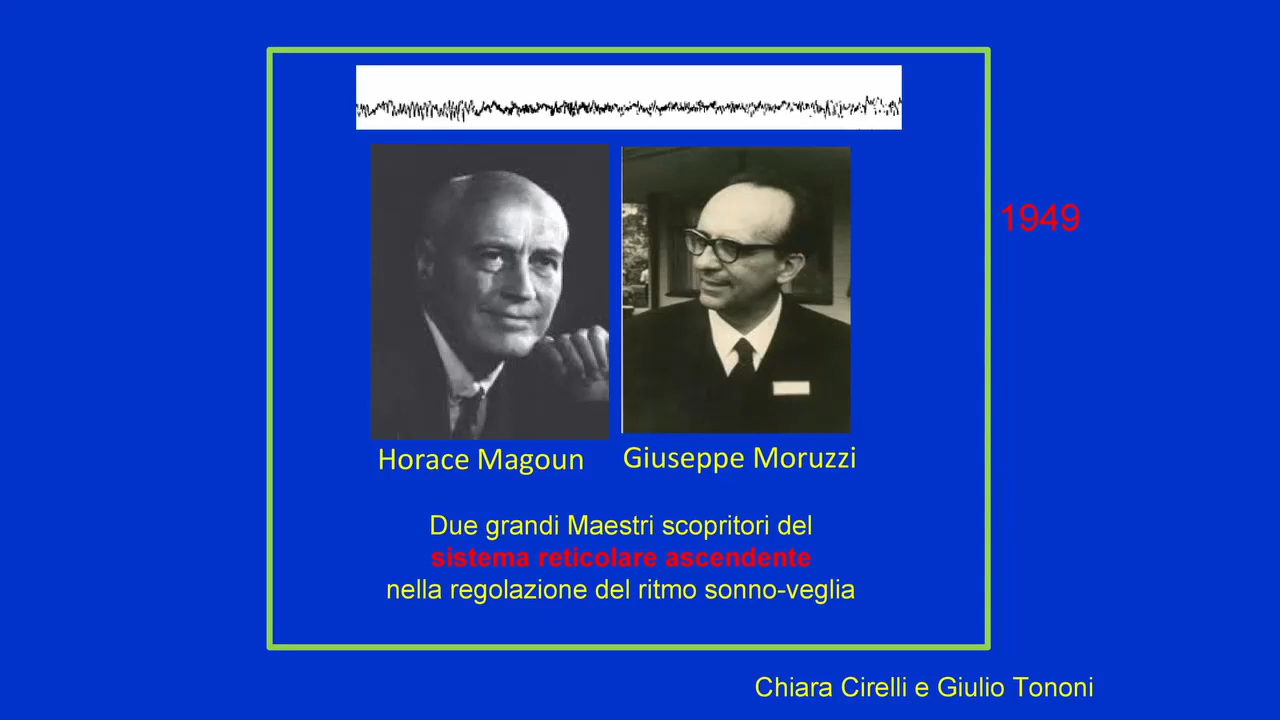 1949
Horace Magoun
Giuseppe Moruzzi
Due grandi Maestri scopritori del
sistema reticolare ascendente
nella regolazione del ritmo sonno-veglia
Chiara Cirelli e Giulio Tononi